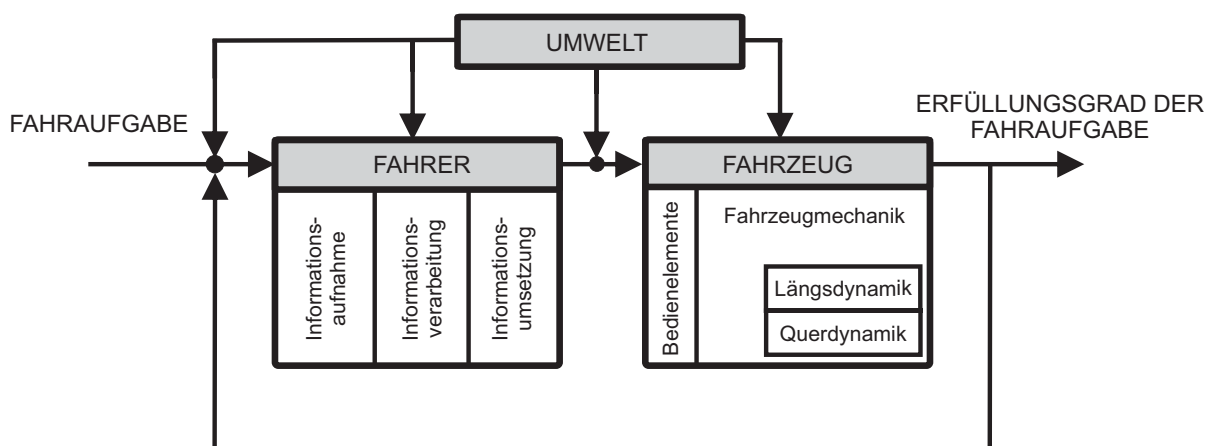 UMWELT
FAHRAUFGABE
ERFÜLLUNGSGRAD DER
FAHRAUFGABE
FAHRER
FAHRZEUG
Informations-
aufnahme
Informations-
verarbeitung
Informations-
umsetzung
Bedienelemente
Fahrzeugmechanik
Längsdynamik
Querdynamik